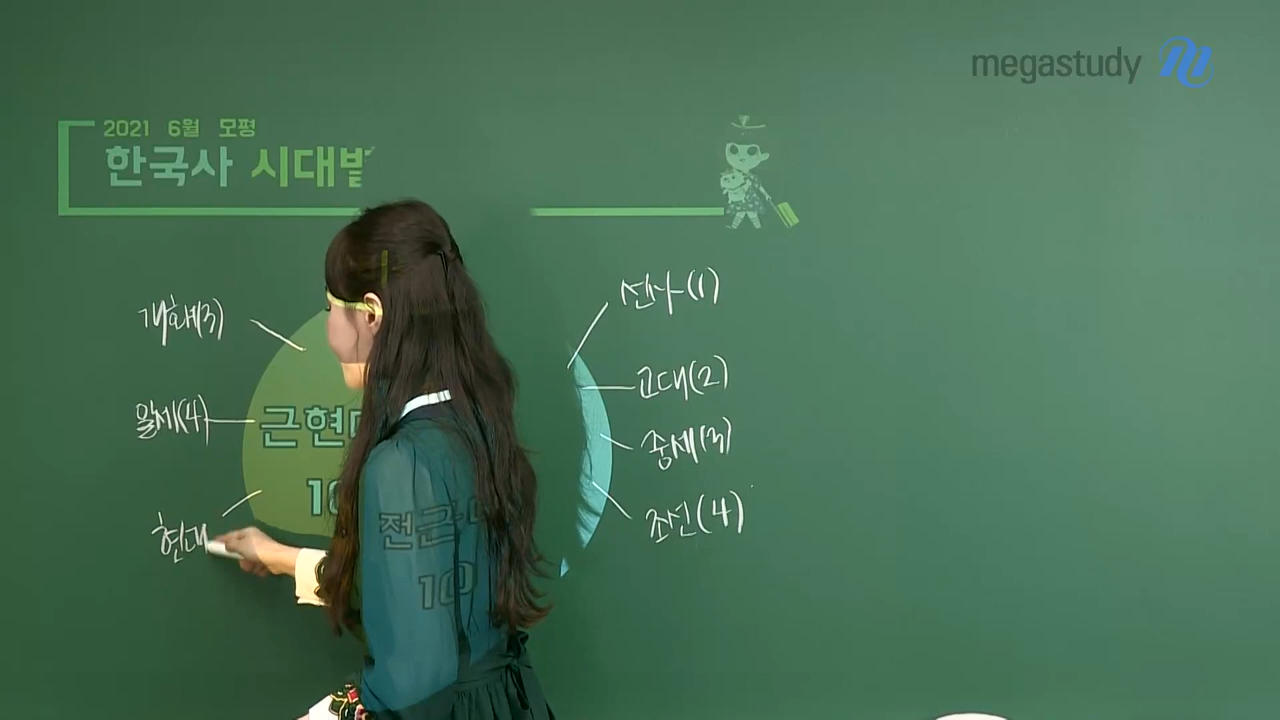 megastudy
2021 6월 모평
한국사 시대별
개화(3)
일제(4)
현대
근현대
10
전근대
10
선사(1)
고대(2)
중세(3)
조선(4)